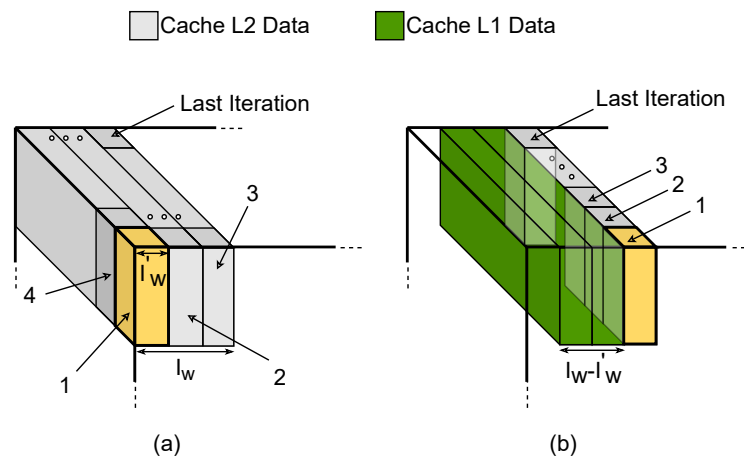 Cache L2 Data
Cache L1 Data
Last Iteration
3
4
l'w
1
lw
2
(a)
Last Iteration
3
2
1
lw-l'w
(b)